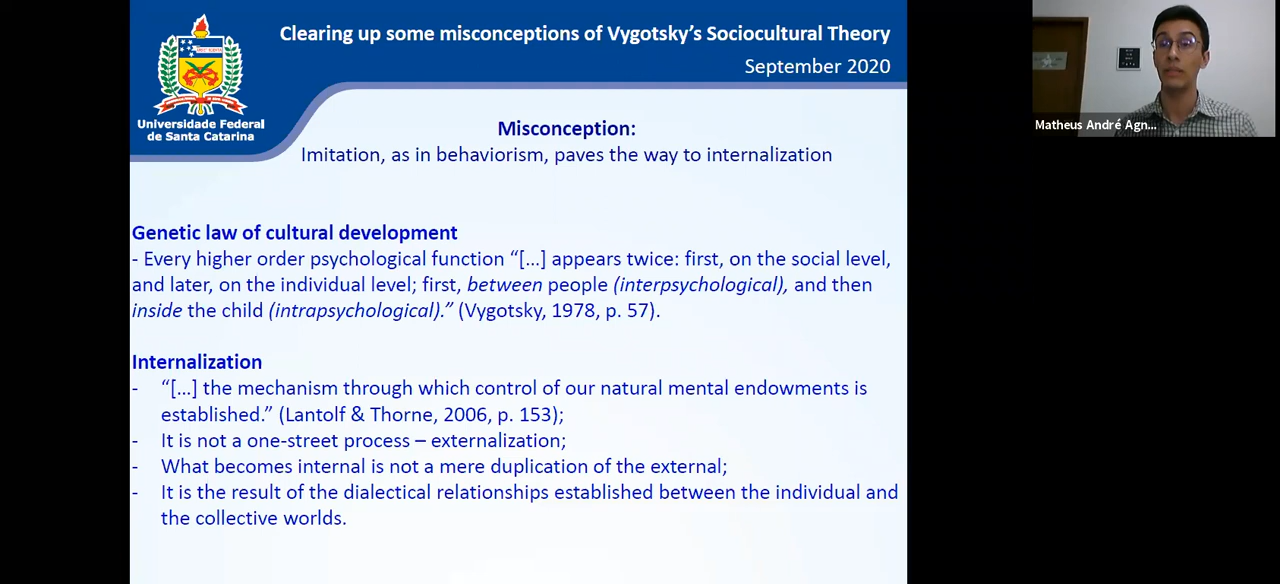 Clearing up some misconceptions of Vygotsky's Sociocultural Theory
September 2020
Universidade Federal
de Santa Catarina
Matheus André Agn...
Misconception:
Imitation, as in behaviorism, paves the way to internalization
Genetic law of cultural development
- Every higher order psychological function “[...] appears twice: first, on the social level,
and later, on the individual level; first, between people (interpsychological), and then
inside the child (intrapsychological).” (Vygotsky, 1978, p. 57).
Internalization
- “[...] the mechanism through which control of our natural mental endowments is
established.” (Lantolf & Thorne, 2006, p. 153);
- It is not a one-street process – externalization;
- What becomes internal is not a mere duplication of the external;
- It is the result of the dialectical relationships established between the individual and
the collective worlds.